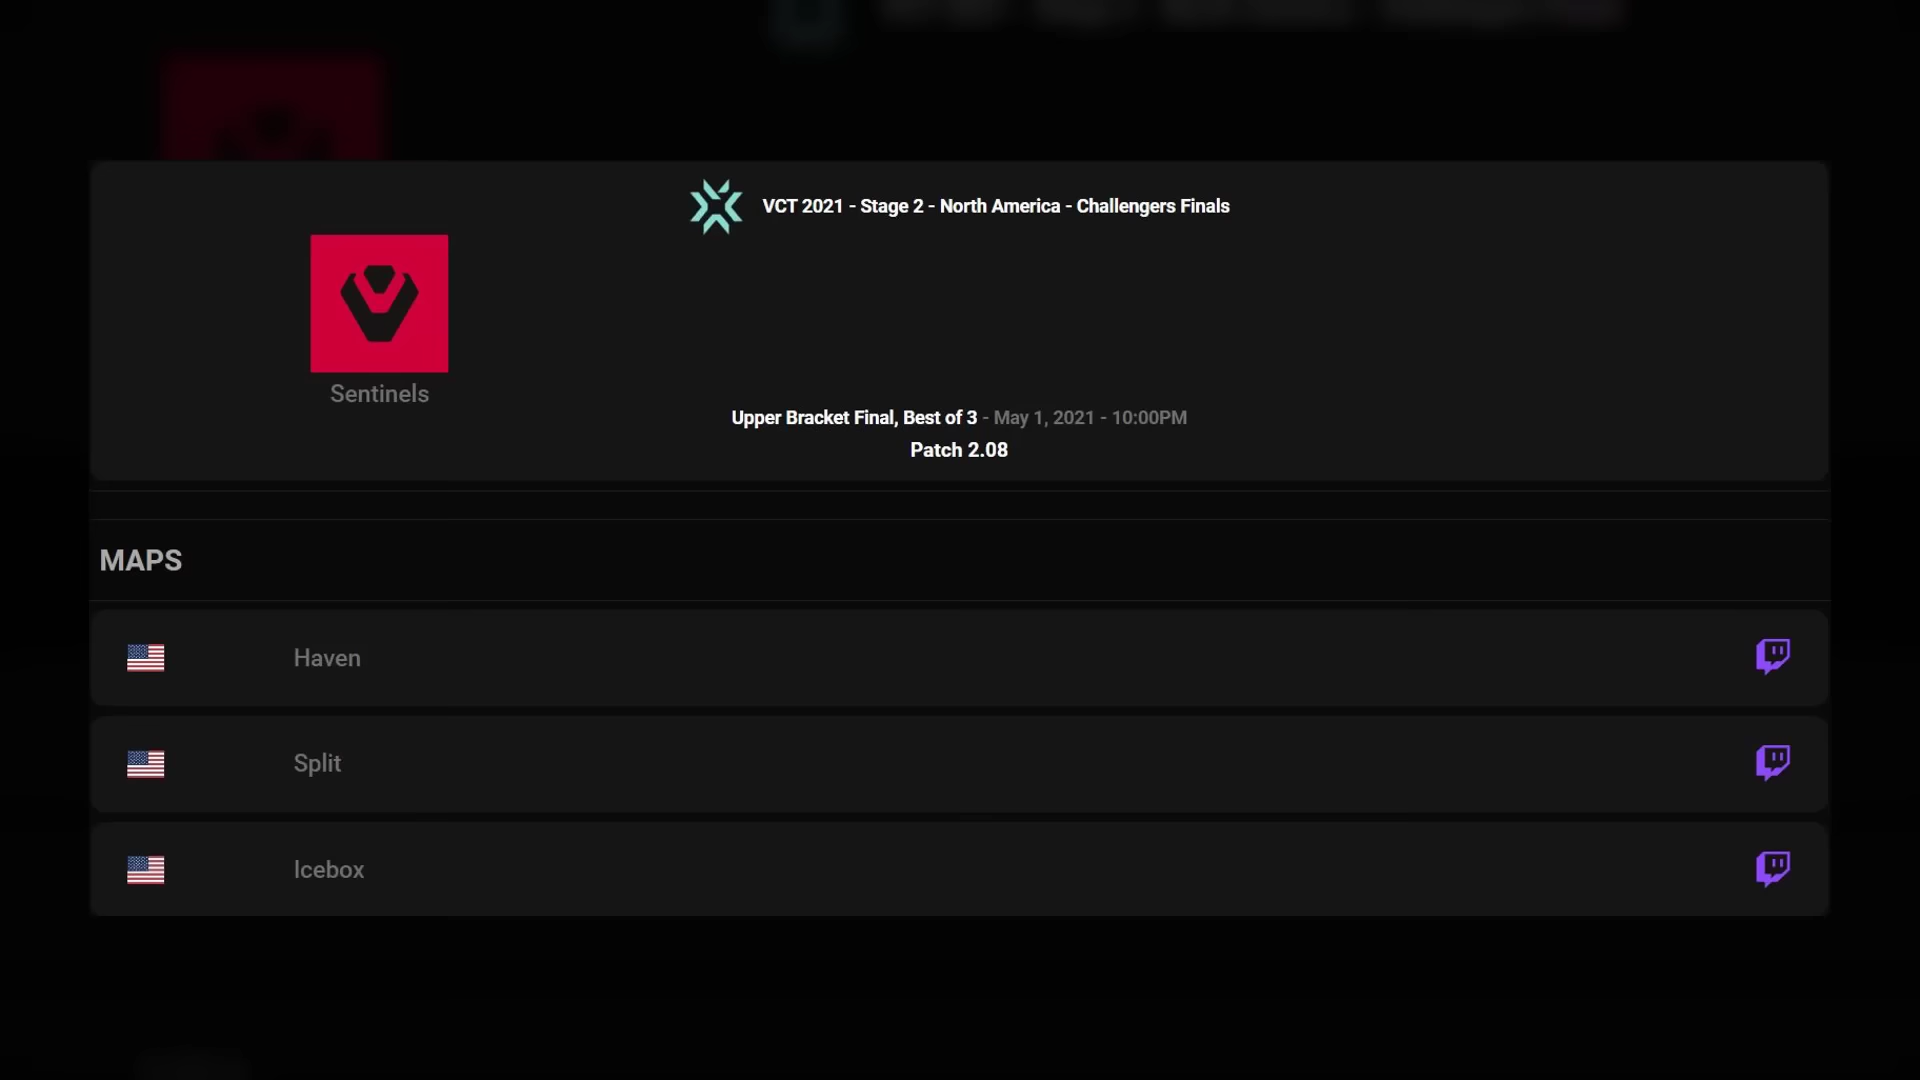 VCT 2021 - Stage 2 - North America - Challengers Finals
Sentinels
Upper Bracket Final, Best of 3 - May 1, 2021 - 10:00PM
Patch 2.08
MAPS
Haven
Split
Icebox